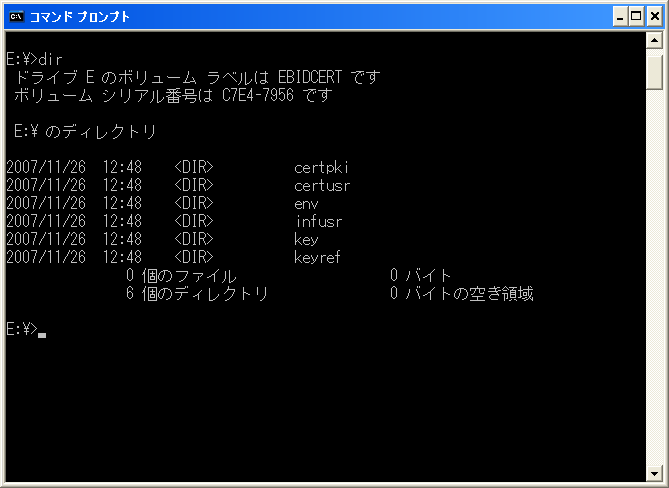 コマンド プロンプト
E:¥>dir
ドライブ E のボリューム ラベルは EBIDCERT です
ボリューム シリアル番号は C7E4-7956 です
E:¥ のディレクトリ
2007/11/26  12:48    <DIR>          certpki
2007/11/26  12:48    <DIR>          certusr
2007/11/26  12:48    <DIR>          env
2007/11/26  12:48    <DIR>          infusr
2007/11/26  12:48    <DIR>          key
2007/11/26  12:48    <DIR>          keyref
0 個のファイル                   0 バイト
6 個のディレクトリ               0 バイトの空き領域
E:¥>